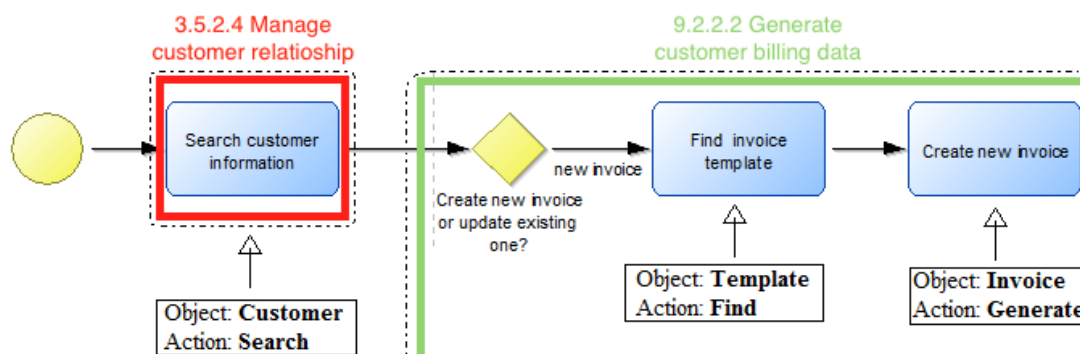 3.5.2.4 Manage
customer relatioship
9.2.2.2 Generate
customer billing data
Search customer
information
new invoice
Create new invoice
or update existing
one?
Find invoice
template
Create new invoice
Object: Customer
Action: Search
Object: Template
Action: Find
Object: Invoice
Action: Generate